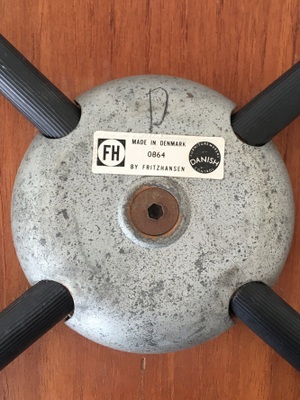 D
FH
MADE IN DENMARK
0864
BY FRITZHANSEN
DANISH